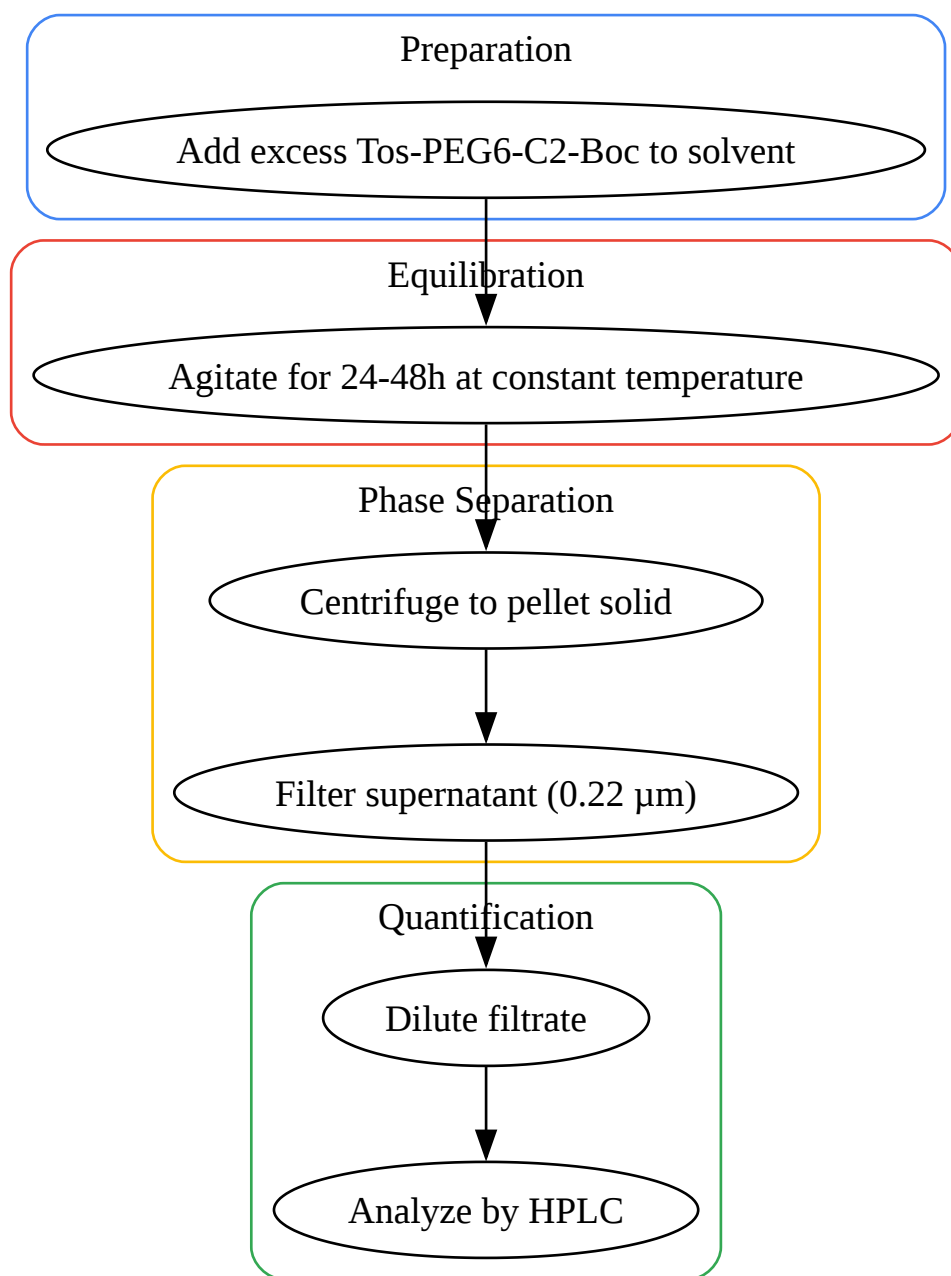 Preparation
Add excess Tos-PEG6-C2-Boc to solvent
Equilibration
Agitate for 24-48h at constant temperature
Phase Separation
Centrifuge to pellet solid
Filter supernatant (0.22 µm)
Quantification
Dilute filtrate
Analyze by HPLC